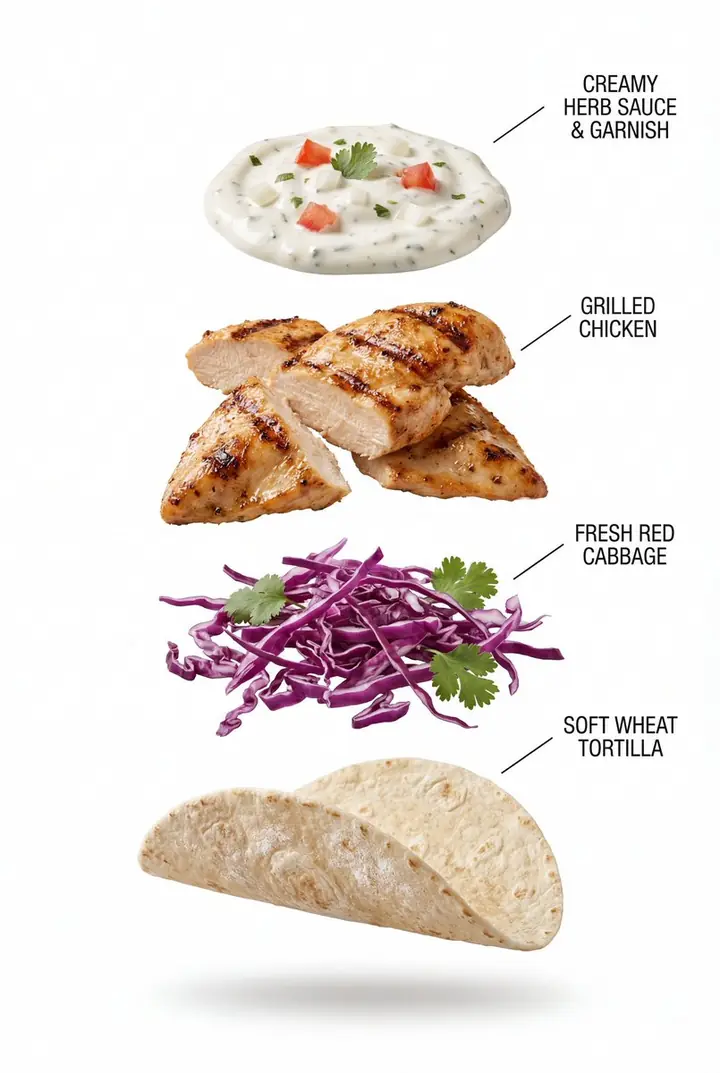 CREAMY
HERB SAUCE
& GARNISH
GRILLED
CHICKEN
FRESH RED
CABBAGE
SOFT WHEAT
TORTILLA